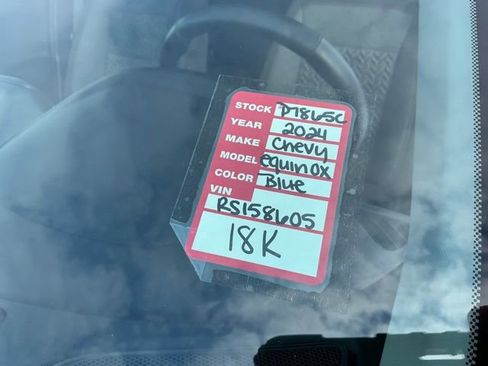 STOCK P7865C
YEAR 2024
MAKE Chevy
MODEL equinox
COLOR Blue
VIN
RS158605
18K